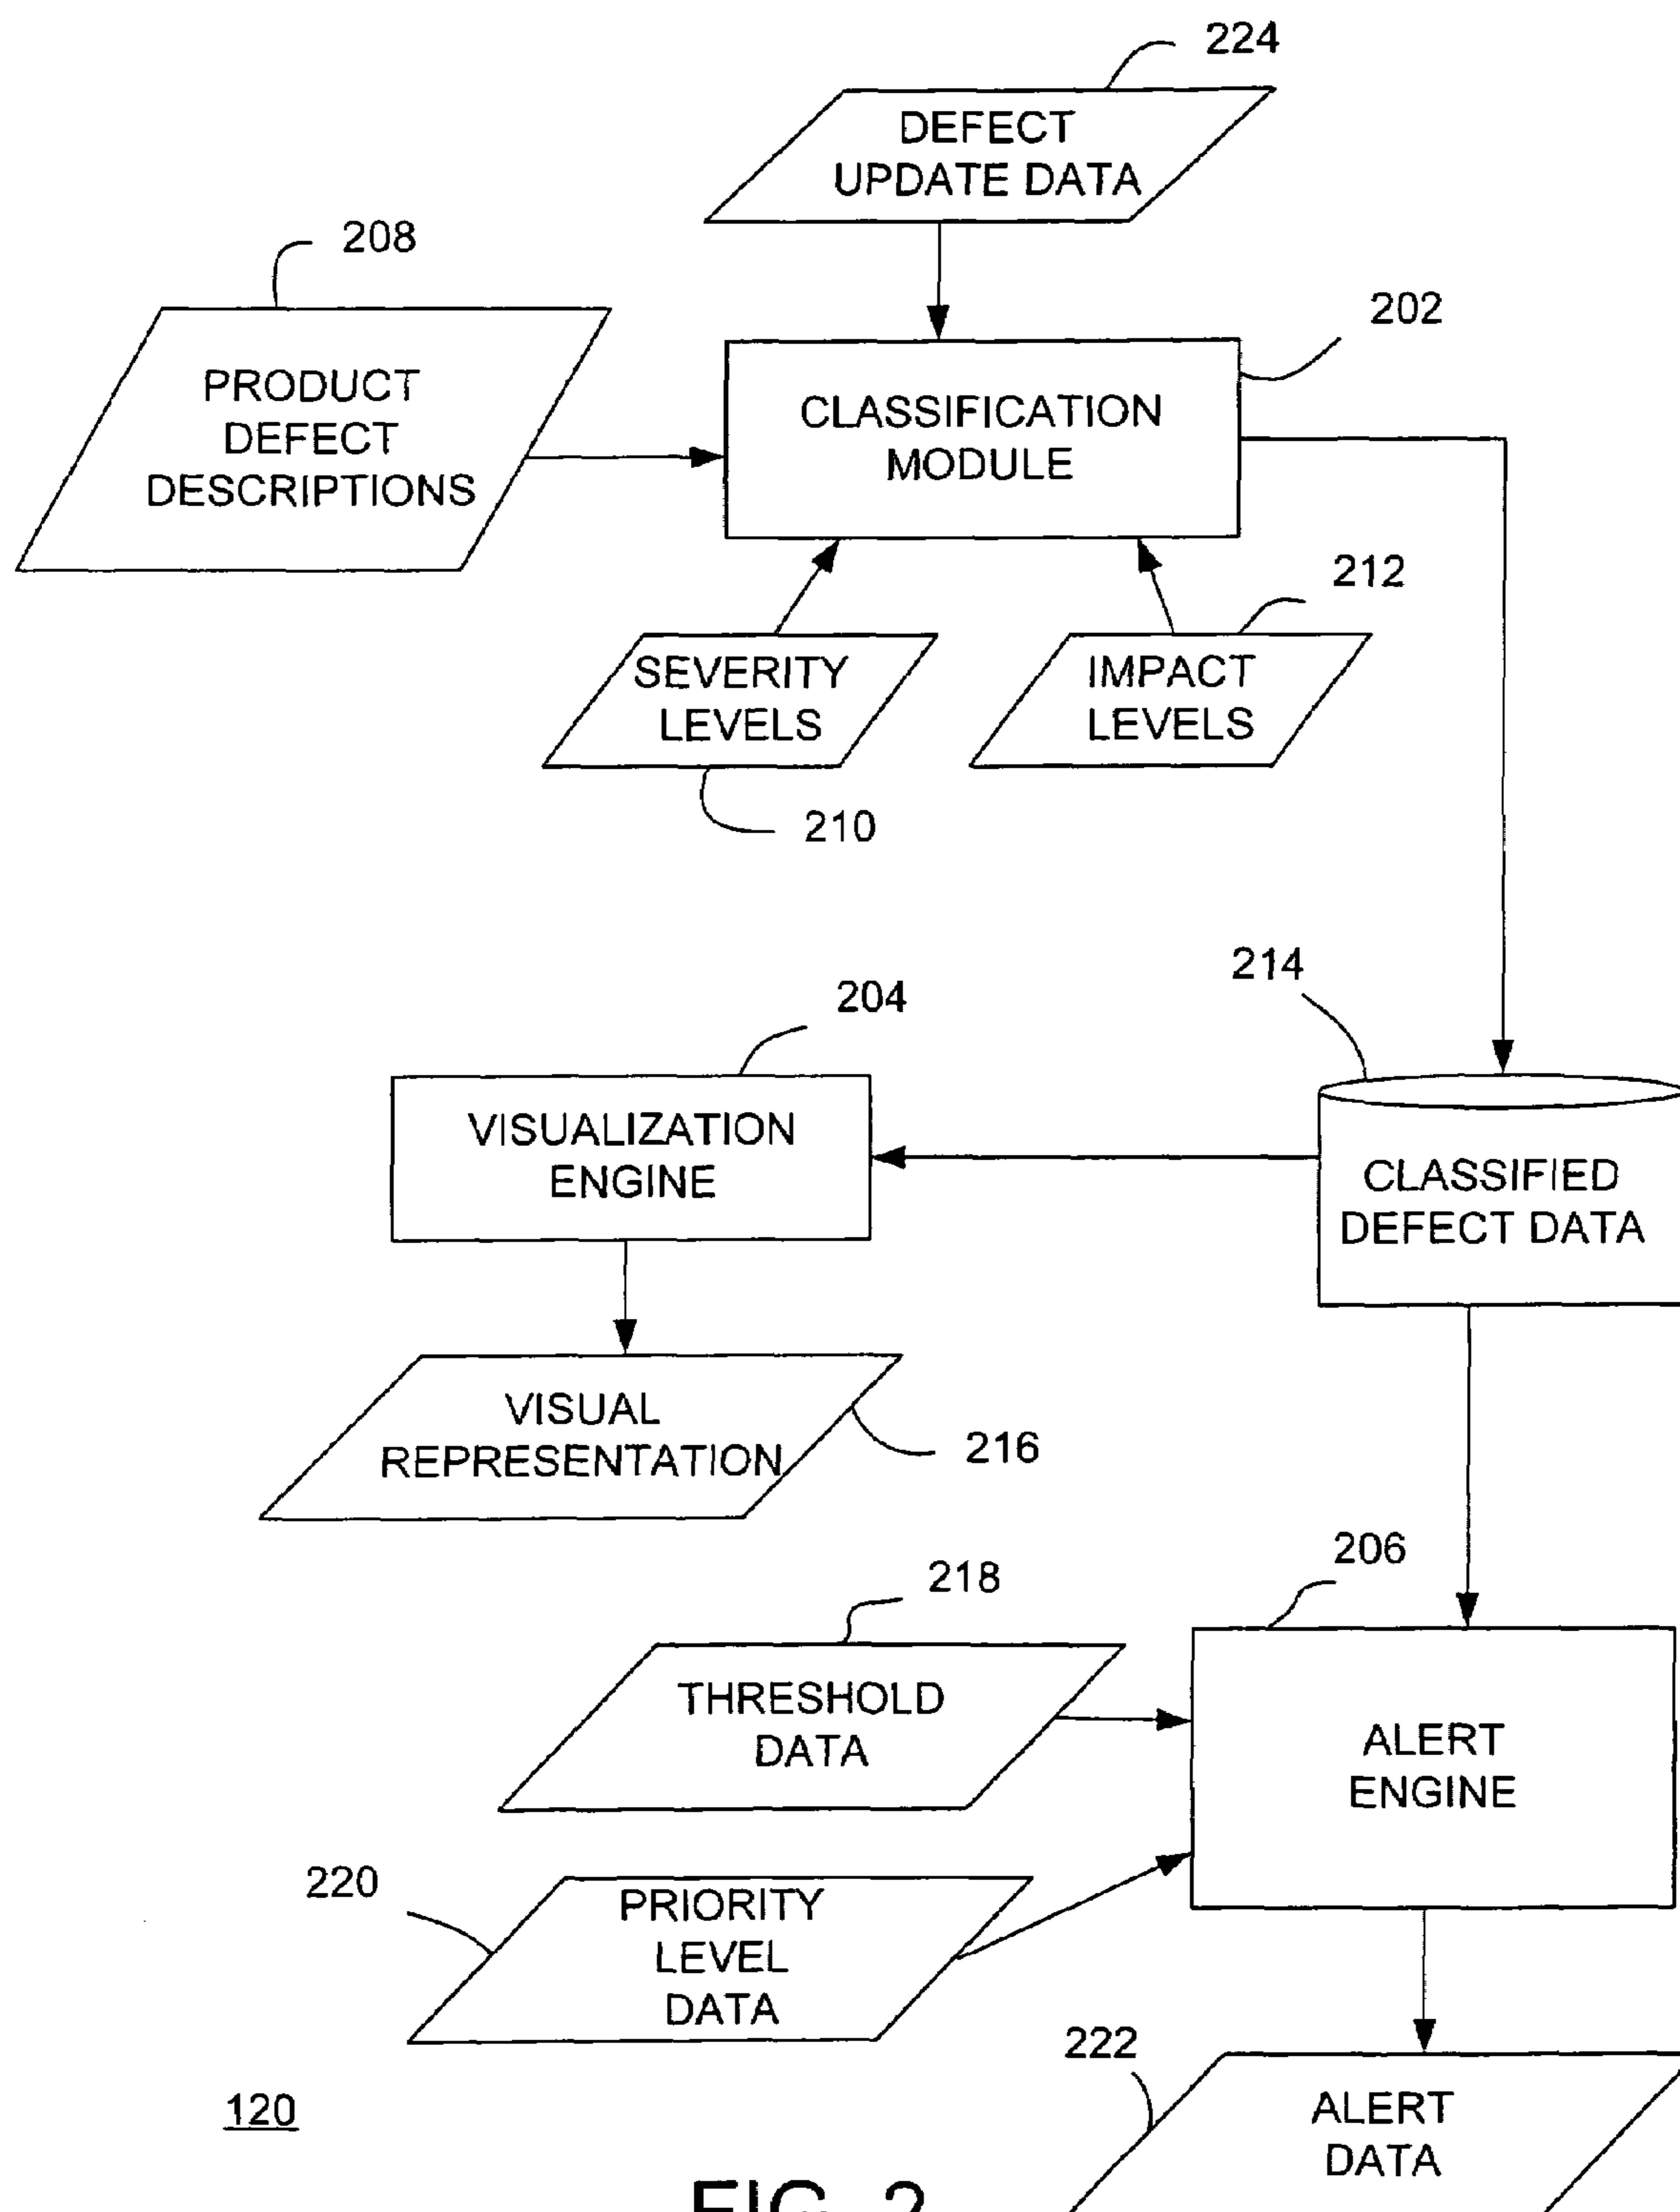 224
DEFECT
UPDATE DATA
208
202
PRODUCT
DEFECT
DESCRIPTIONS
CLASSIFICATION
MODULE
212
SEVERITY
LEVELS
IMPACT
LEVELS
210
214
204
VISUALIZATION
ENGINE
CLASSIFIED
DEFECT DATA
VISUAL
REPRESENTATION
216
206
218
THRESHOLD
DATA
ALERT
ENGINE
220
PRIORITY
LEVEL
DATA
222
120
ALERT
DATA
FIG. 2